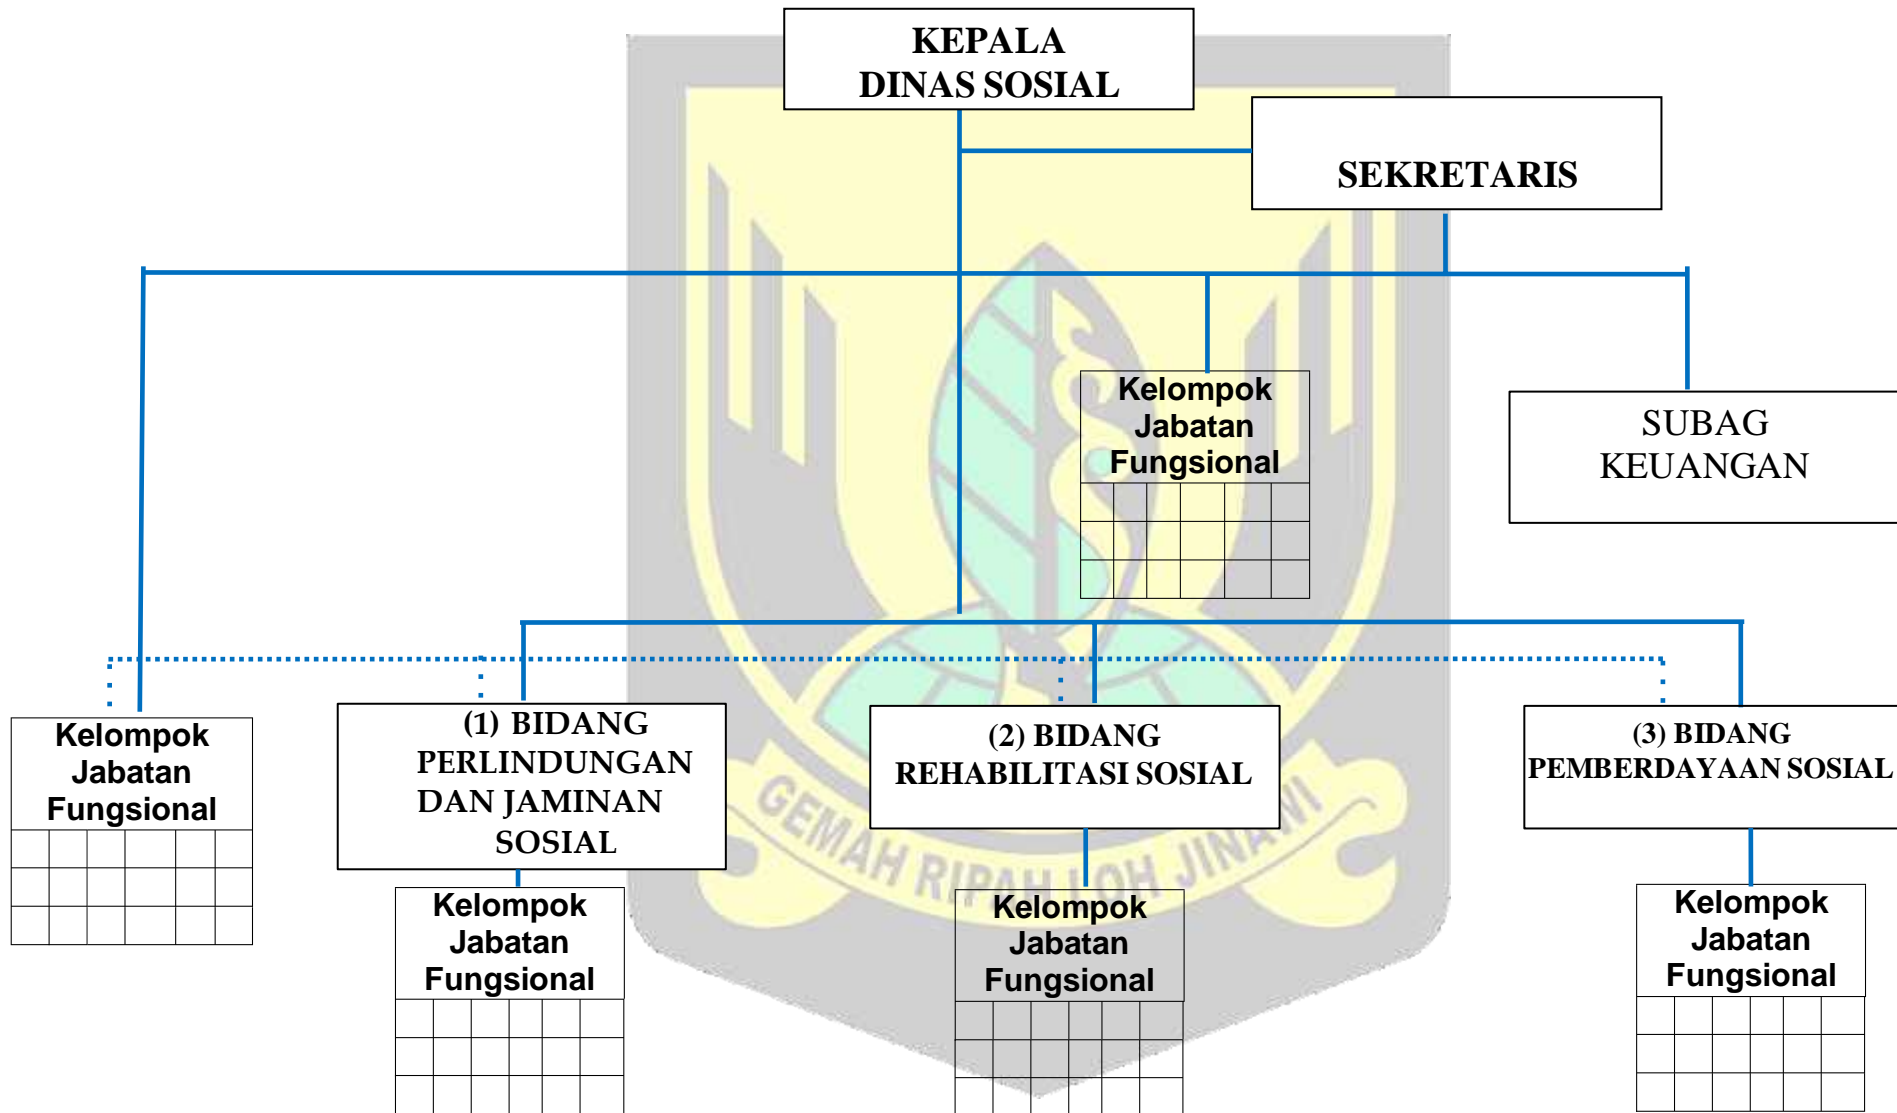 KEPALA
DINAS SOSIAL
SEKRETARIS
Kelompok
Jabatan
Fungsional
SUBAG
KEUANGAN
Kelompok
Jabatan
Fungsional
(1) BIDANG
PERLINDUNGAN
DAN JAMINAN
SOSIAL
(2) BIDANG
REHABILITASI SOSIAL
(3) BIDANG
PEMBERDAYAAN SOSIAL
GEMAH RIPAH LOH JINAWI
Kelompok
Jabatan
Fungsional
Kelompok
Jabatan
Fungsional
Kelompok
Jabatan
Fungsional